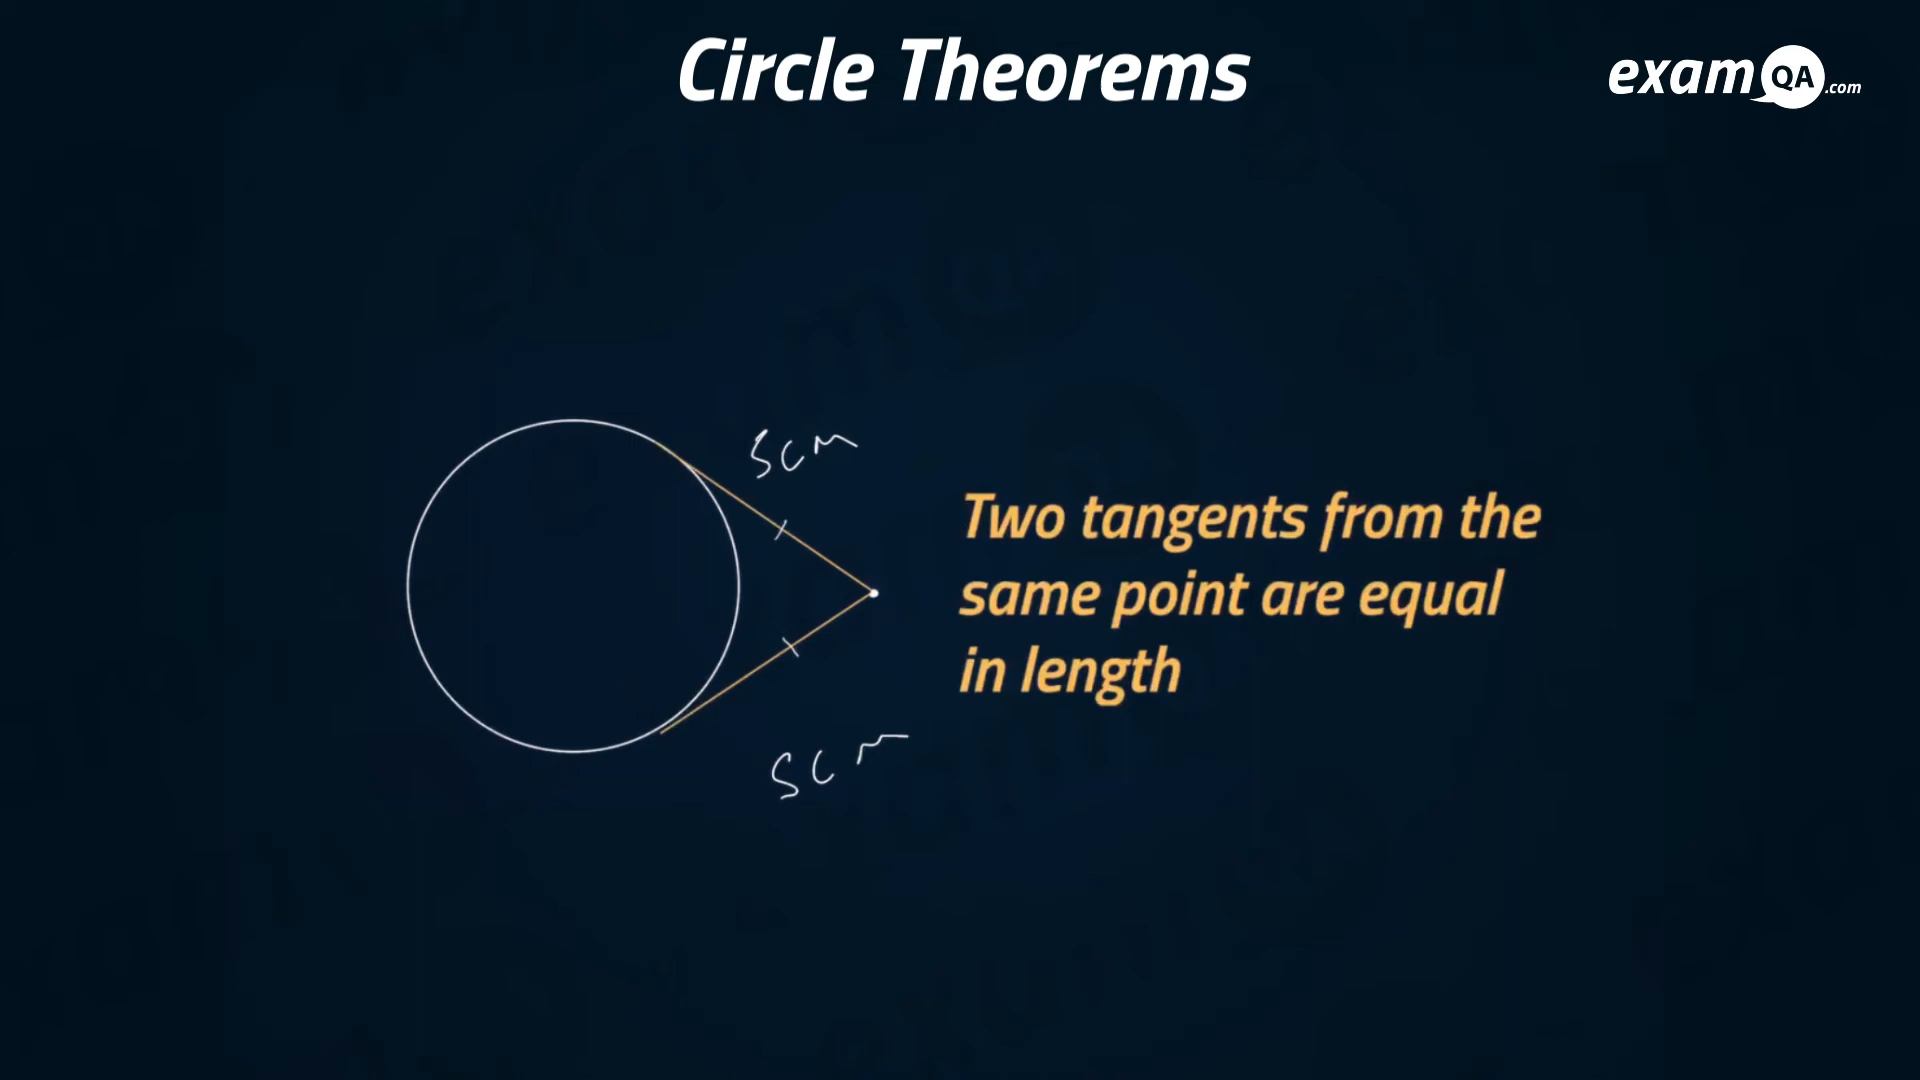 Circle Theorems
examQA.com
5cm
Two tangents from the
same point are equal
in length
5cm